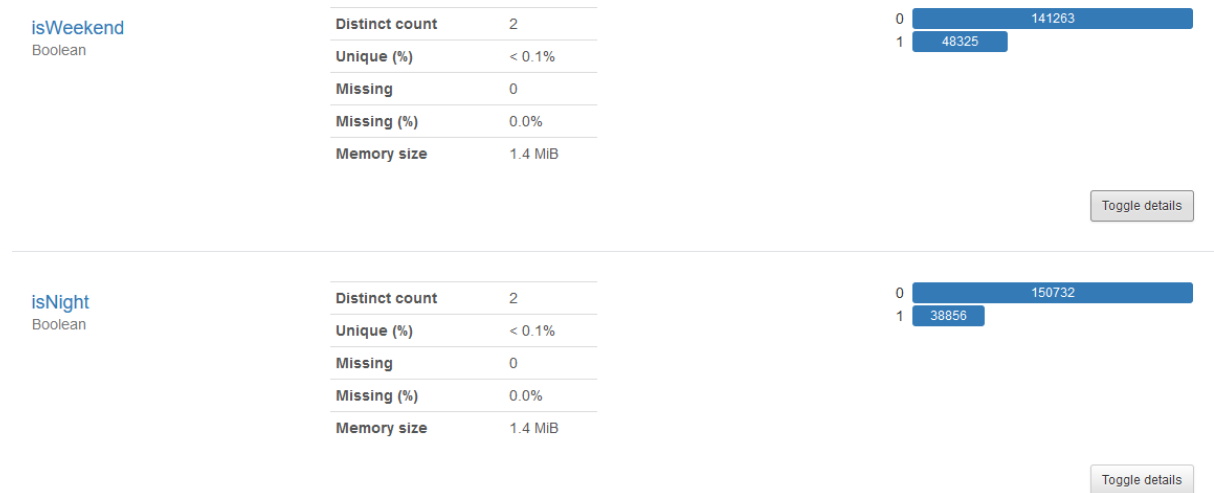 isWeekend
Boolean
Distinct count 2
Unique (%) < 0.1%
Missing 0
Missing (%) 0.0%
Memory size 1.4 MiB
0 141263
1 48325
Toggle details
isNight
Boolean
Distinct count 2
Unique (%) < 0.1%
Missing 0
Missing (%) 0.0%
Memory size 1.4 MiB
0 150732
1 38856
Toggle details